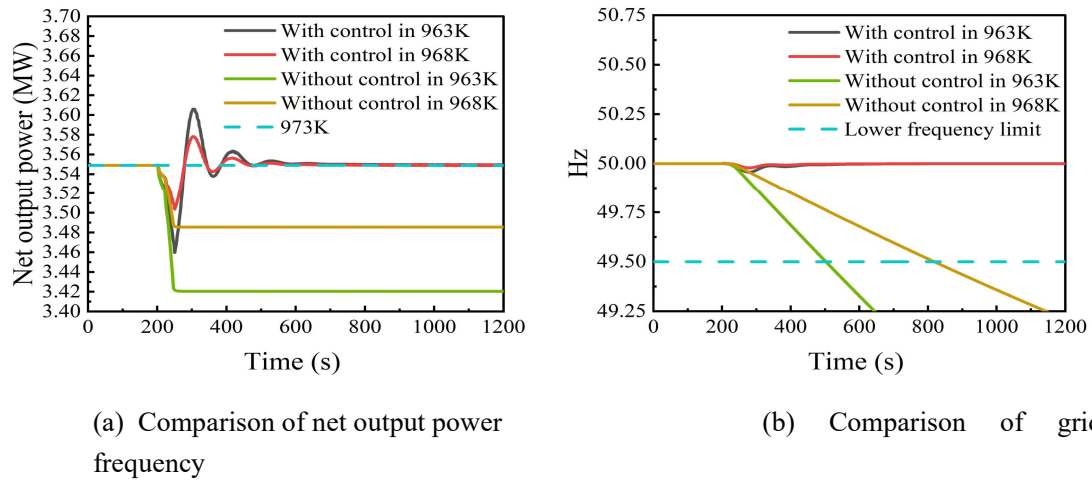 3.70
3.68
3.66
3.64
3.62
3.60
3.58
3.56
3.54
3.52
3.50
3.48
3.46
3.44
3.42
3.40
Net output power (MW)
With control in 963K
With control in 968K
Without control in 963K
Without control in 968K
973K
0 200 400 600 800 1000 1200
Time (s)
50.75
50.50
50.25
50.00
49.75
49.50
49.25
Hz
With control in 963K
With control in 968K
Without control in 963K
Without control in 968K
Lower frequency limit
0 200 400 600 800 1000 1200
Time (s)
(a) Comparison of net output power
frequency
(b) Comparison of